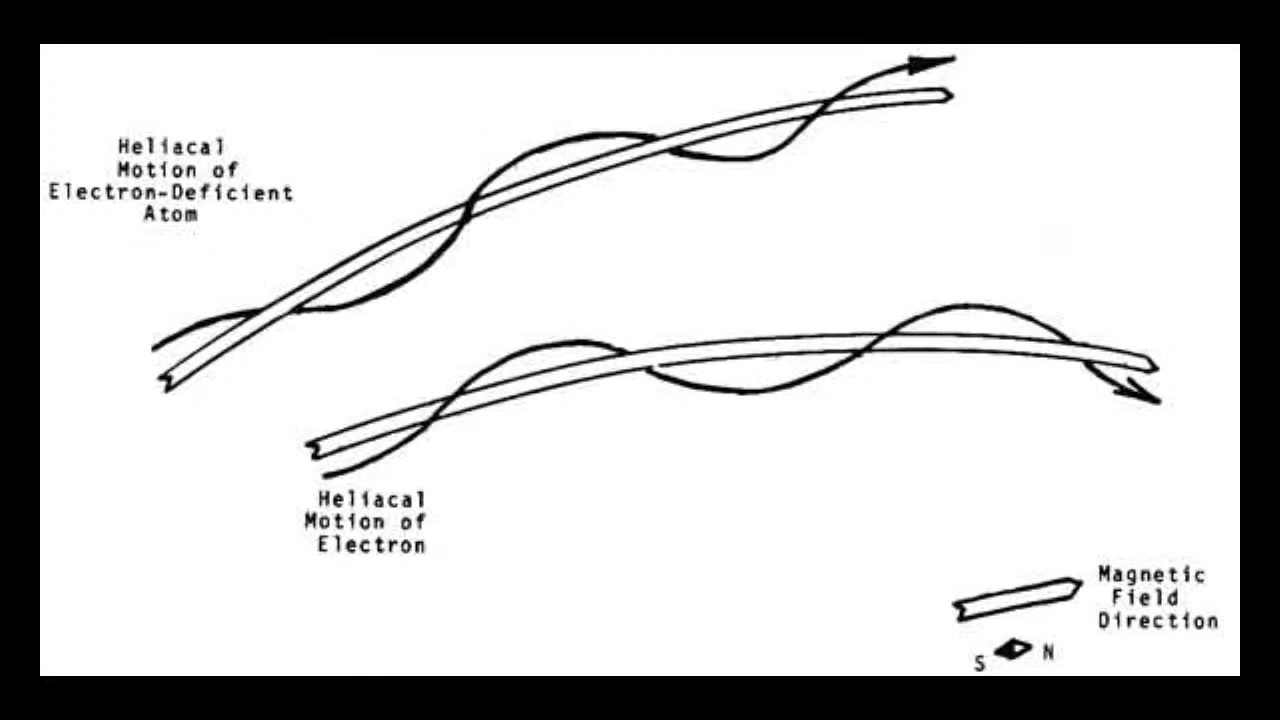 Heliacal
Motion of
Electron-Deficient
Atom
Heliacal
Motion of
Electron
Magnetic
Field
Direction
S N